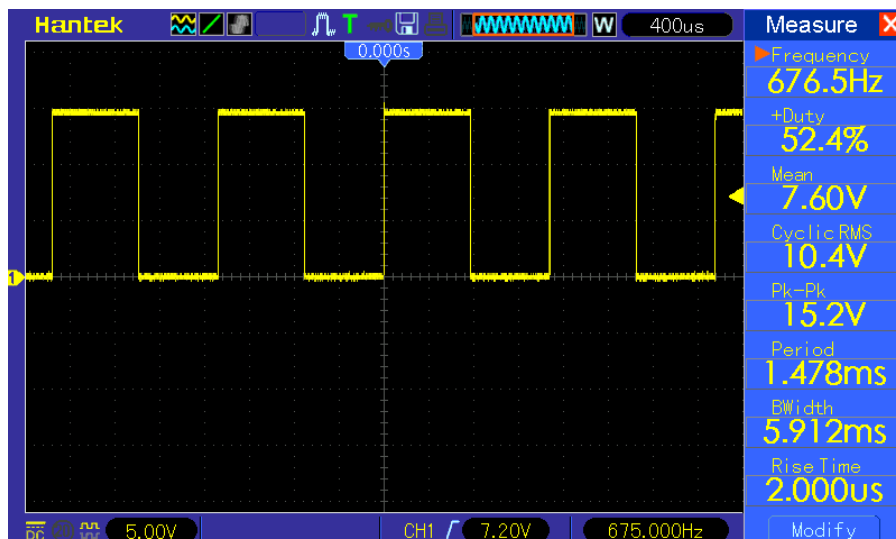 Hantek T W 400us Measure X
0.000s
Frequency
676.5Hz
+Duty
52.4%
Mean
7.60V
1
Cyclic RMS
10.4V
Pk-Pk
15.2V
Period
1.478ms
BWidth
5.912ms
Rise Time
2.000us
DC 5.00V CH1 7.20V 675.000Hz Modify